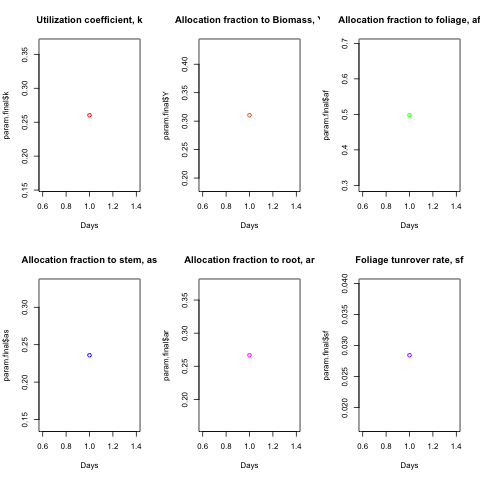 Utilization coefficient, k
Allocation fraction to Biomass, Y
Allocation fraction to foliage, af
param.final$k
0.15
0.20
0.25
0.30
0.35
0.6 0.8 1.0 1.2 1.4
Days
param.final$Y
0.20
0.25
0.30
0.35
0.40
0.6 0.8 1.0 1.2 1.4
Days
param.final$af
0.3
0.4
0.5
0.6
0.7
0.6 0.8 1.0 1.2 1.4
Days
Allocation fraction to stem, as
Allocation fraction to root, ar
Foliage tunrover rate, sf
param.final$as
0.15
0.20
0.25
0.30
0.6 0.8 1.0 1.2 1.4
Days
param.final$ar
0.20
0.25
0.30
0.35
0.6 0.8 1.0 1.2 1.4
Days
param.final$sf
0.020
0.025
0.030
0.035
0.040
0.6 0.8 1.0 1.2 1.4
Days